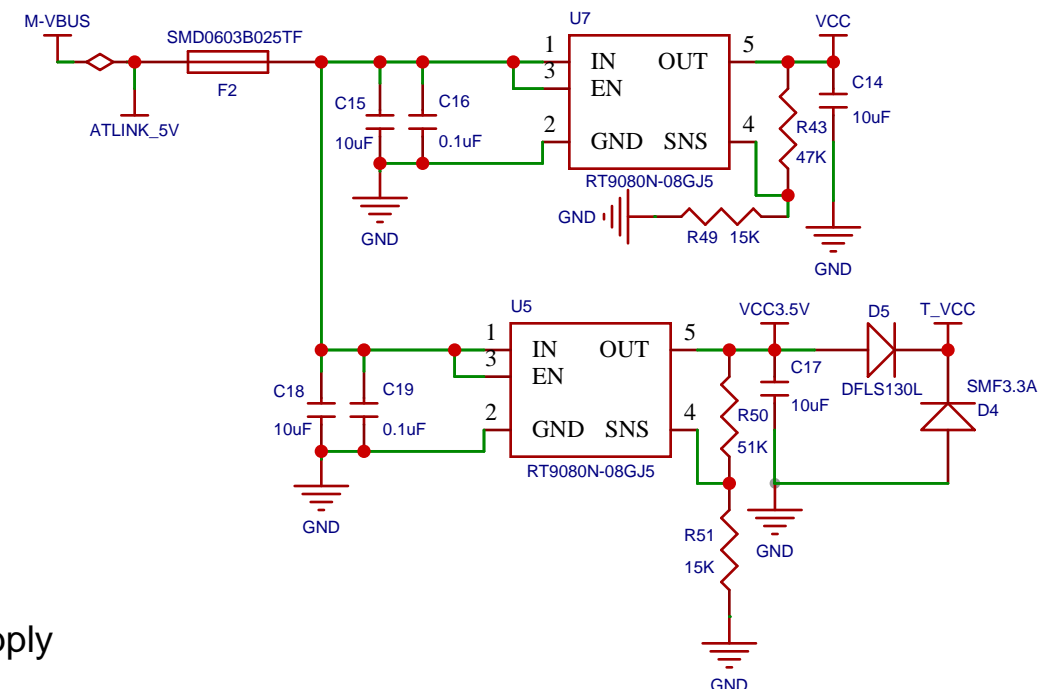 M-VBUS
SMD0603B025TF
F2
ATLINK_5V
C15
10uF
C16
0.1uF
GND
U7
1
3
2
IN
EN
GND
OUT
SNS
5
4
RT9080N-08GJ5
VCC
C14
10uF
R43
47K
GND
R49 15K
GND
C18
10uF
C19
0.1uF
GND
U5
1
3
2
IN
EN
GND
OUT
SNS
5
4
RT9080N-08GJ5
VCC3.5V
C17
10uF
R50
51K
R51
15K
GND
GND
D5
DFLS130L
T_VCC
SMF3.3A
D4